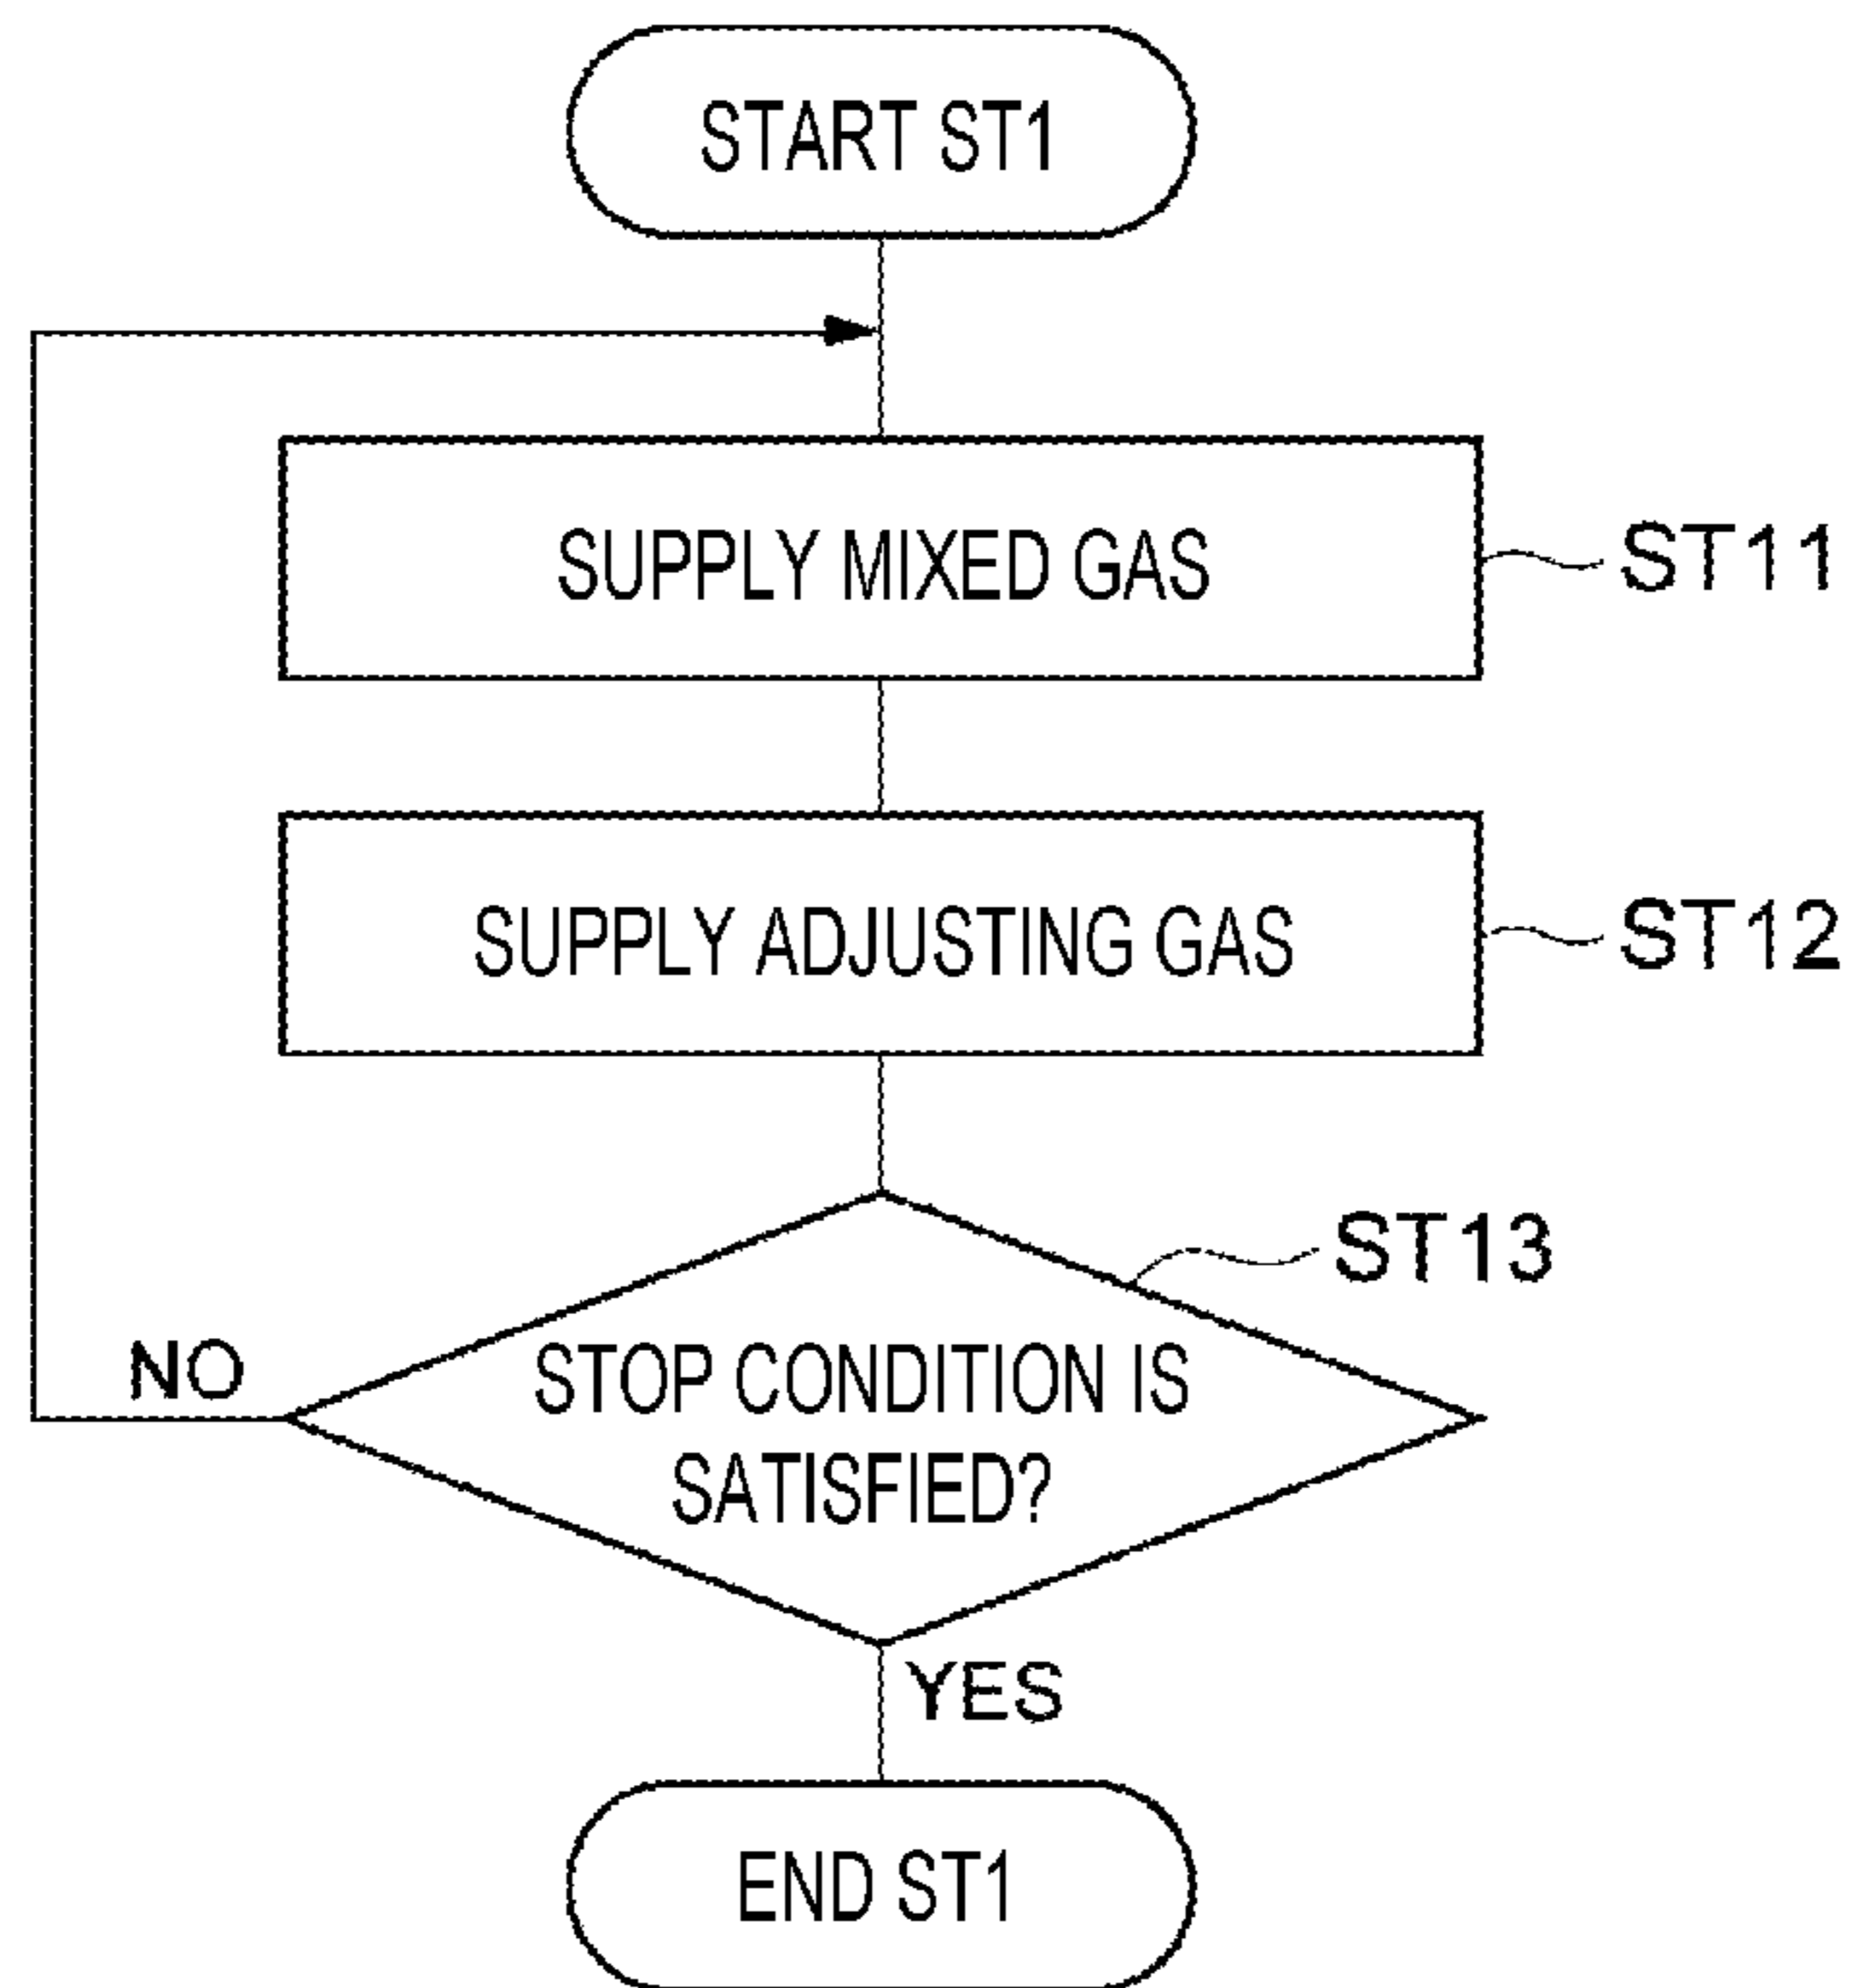 START ST1
SUPPLY MIXED GAS
ST11
SUPPLY ADJUSTING GAS
ST12
ST13
STOP CONDITION IS
SATISFIED?
NO
YES
END ST1